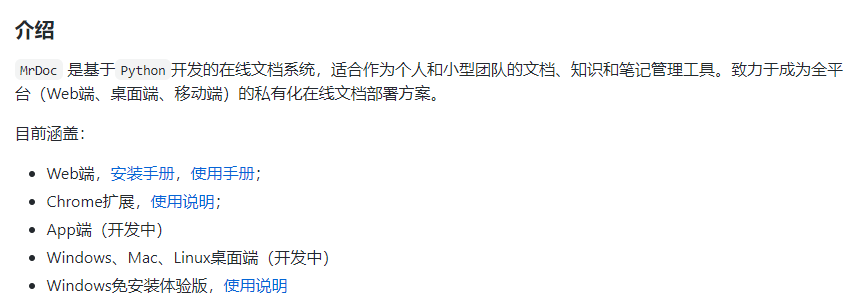 介绍
MrDoc 是基于 Python 开发的在线文档系统，适合作为个人和小型团队的文档、知识和笔记管理工具。致力于成为全平
台（Web端、桌面端、移动端）的私有化在线文档部署方案。
目前涵盖：
Web端，安装手册，使用手册；
Chrome扩展，使用说明；
App端（开发中）
Windows、Mac、Linux桌面端（开发中）
Windows免安装体验版，使用说明